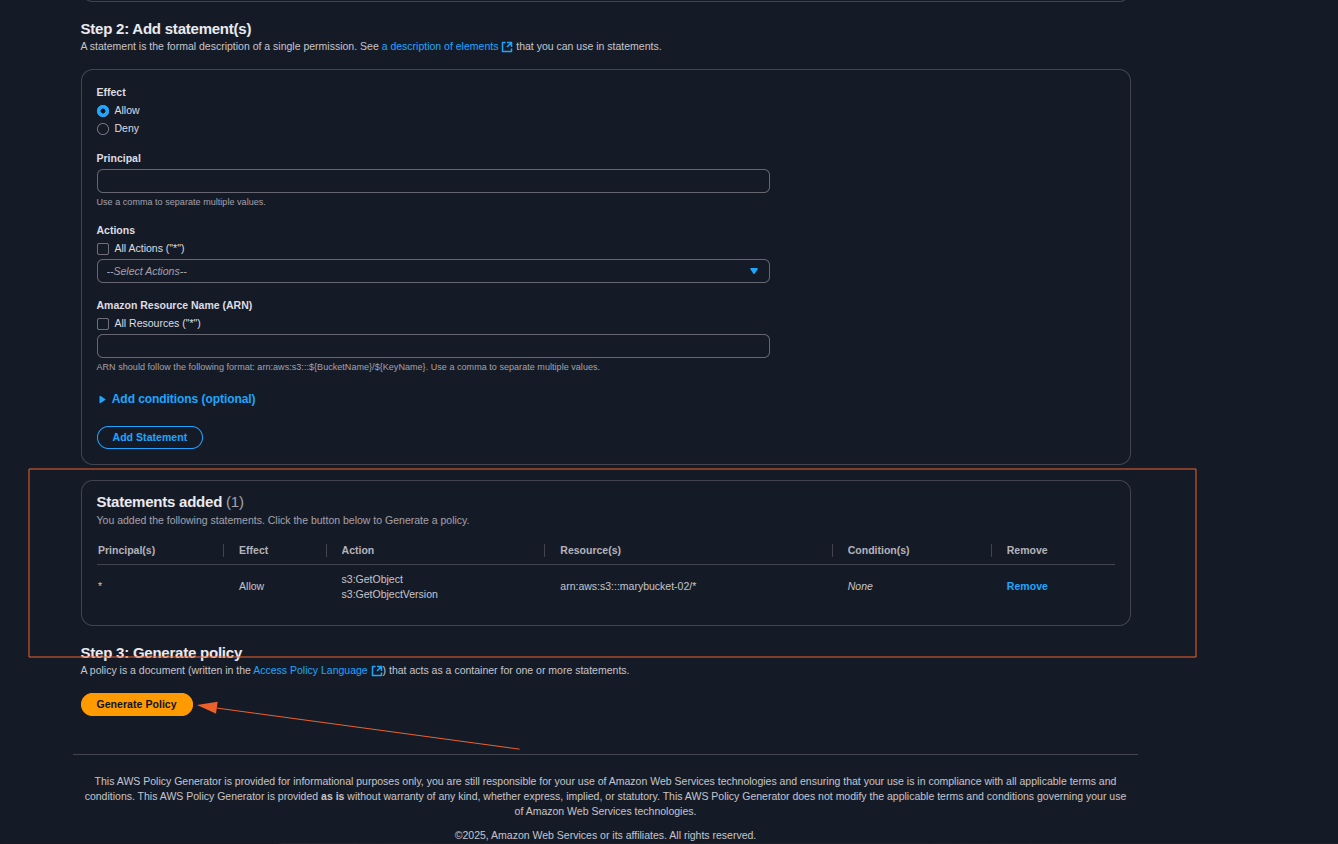 Step 2: Add statement(s)
A statement is the formal description of a single permission. See a description of elements that you can use in statements.
Effect
Allow
Deny
Principal
Use a comma to separate multiple values.
Actions
All Actions ("*")
--Select Actions--
Amazon Resource Name (ARN)
All Resources ("*")
ARN should follow the following format: arn:aws:s3:::${BucketName}/${KeyName}. Use a comma to separate multiple values.
Add conditions (optional)
Add Statement
Statements added (1)
You added the following statements. Click the button below to Generate a policy.
Principal(s) Effect Action Resource(s) Condition(s) Remove
* Allow s3:GetObject arn:aws:s3:::marybucket-02/* None Remove
s3:GetObjectVersion
Step 3: Generate policy
A policy is a document (written in the Access Policy Language ) that acts as a container for one or more statements.
Generate Policy
This AWS Policy Generator is provided for informational purposes only, you are still responsible for your use of Amazon Web Services technologies and ensuring that your use is in compliance with all applicable terms and
conditions. This AWS Policy Generator is provided as is without warranty of any kind, whether express, implied, or statutory. This AWS Policy Generator does not modify the applicable terms and conditions governing your use
of Amazon Web Services technologies.
©2025, Amazon Web Services or its affiliates. All rights reserved.